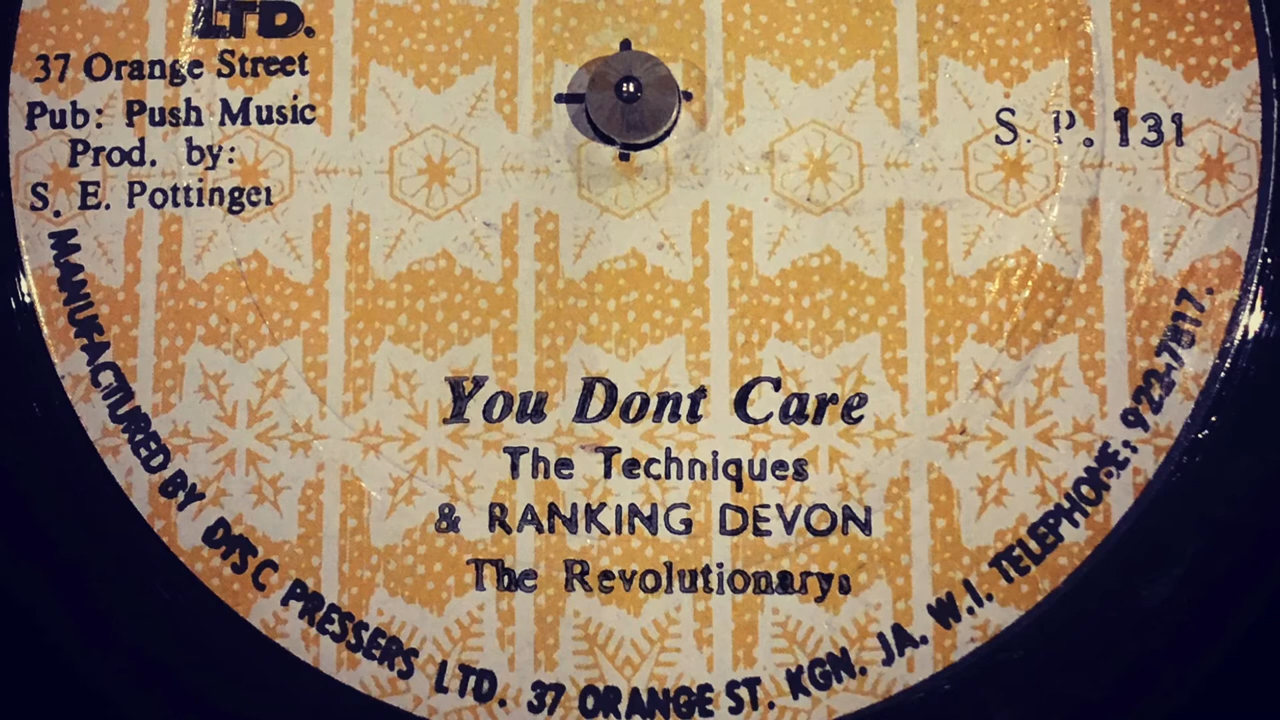 LTD.
37 Orange Street
Pub: Push Music
Prod. by:
S. E. Pottinger
S. P. 131
You Dont Care
The Techniques
& RANKING DEVON
The Revolutionarys
MANUFACTURED BY DISC PRESSERS LTD. 37 ORANGE ST. KGN. JA. W.I. TELEPHONE: 922-7817.